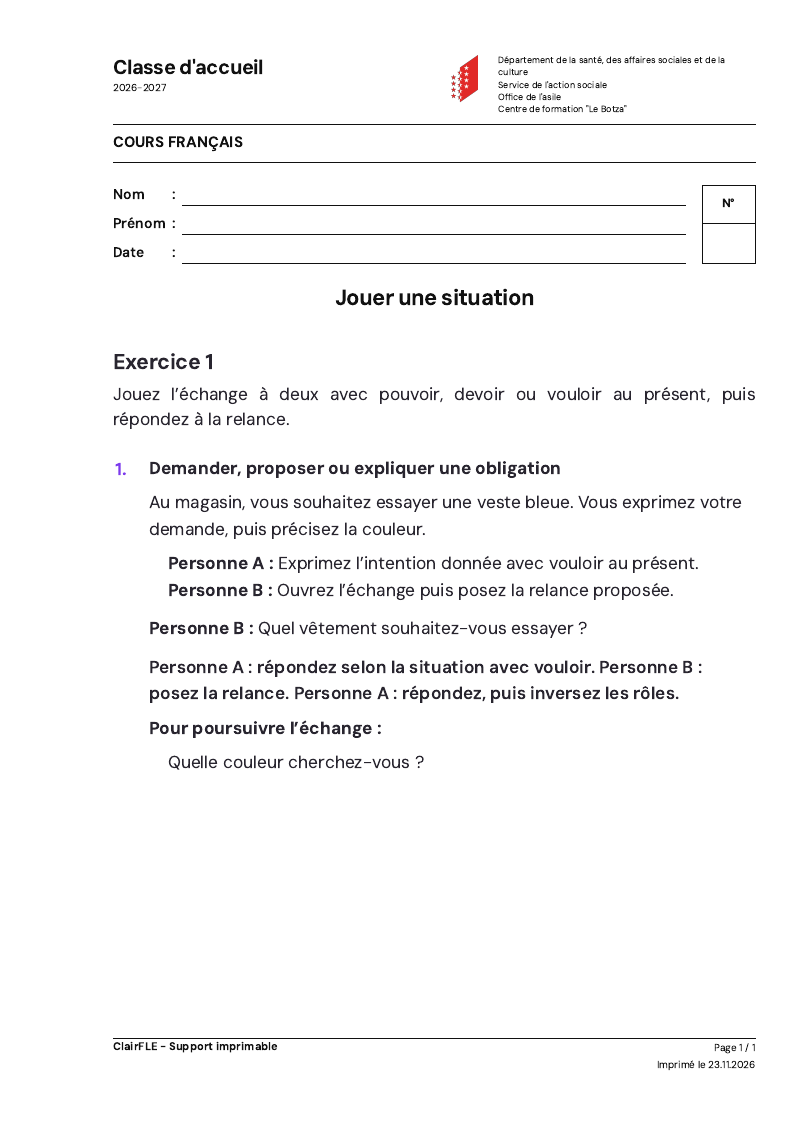 Classe d'accueil
2026-2027
Département de la santé, des affaires sociales et de la
culture
Service de l'action sociale
Office de l'asile
Centre de formation "Le Botza"
COURS FRANÇAIS
Nom :
Prénom :
Date :
N°
Jouer une situation
Exercice 1
Jouez l’échange à deux avec pouvoir, devoir ou vouloir au présent, puis
répondez à la relance.
1. Demander, proposer ou expliquer une obligation
Au magasin, vous souhaitez essayer une veste bleue. Vous exprimez votre
demande, puis précisez la couleur.
Personne A : Exprimez l’intention donnée avec vouloir au présent.
Personne B : Ouvrez l’échange puis posez la relance proposée.
Personne B : Quel vêtement souhaitez-vous essayer ?
Personne A : répondez selon la situation avec vouloir. Personne B :
posez la relance. Personne A : répondez, puis inversez les rôles.
Pour poursuivre l’échange :
Quelle couleur cherchez-vous ?
ClairFLE - Support imprimable
Page 1 / 1
Imprimé le 23.11.2026